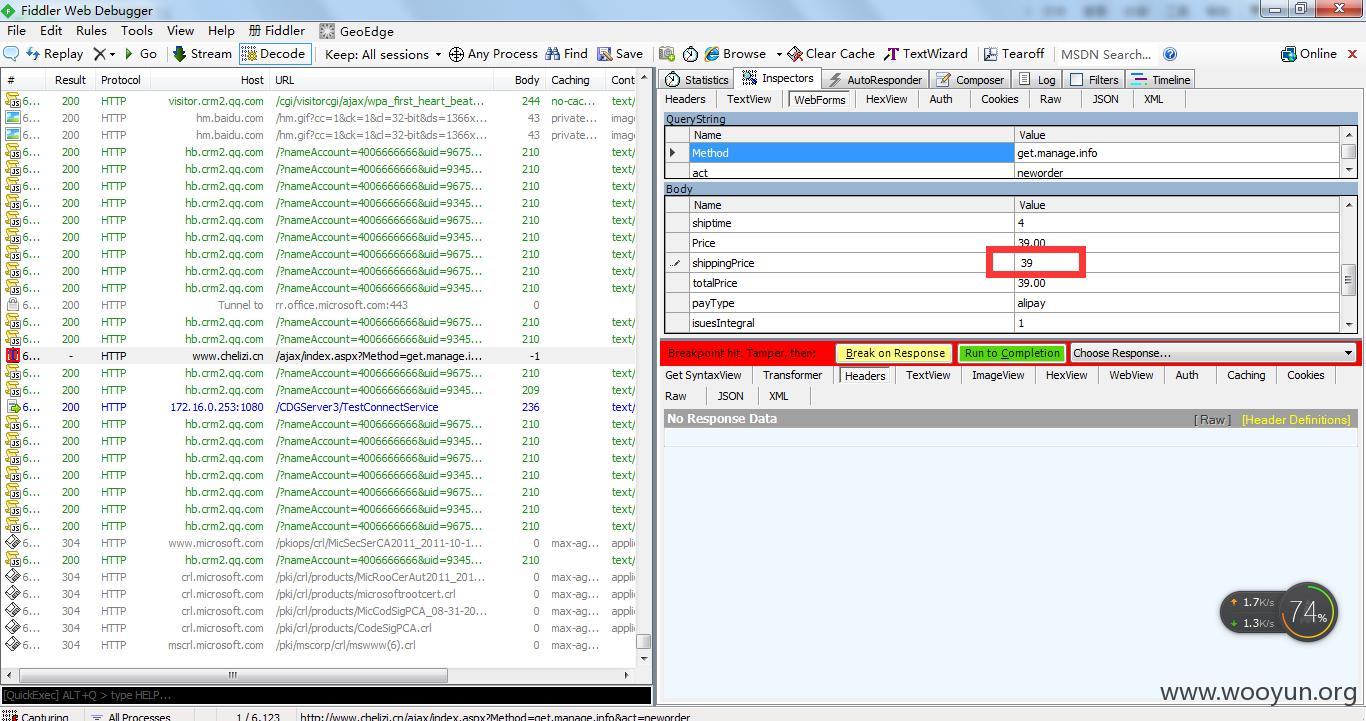 Fiddler Web Debugger
File Edit Rules Tools View Help Fiddler GeoEdge
Replay Go Stream Decode Keep: All sessions Any Process Find Save Browse Clear Cache TextWizard Tearoff MSDN Search... Online
# Result Protocol Host URL Body Caching Cont
6... 200 HTTP visitor.crm2.qq.com /cgi/visitorcgi/ajax/wpa_first_heart_beat... 244 no-cac... text/
6... 200 HTTP hm.baidu.com /hm.gif?cc=1&ck=1&cl=32-bit&ds=1366x... 43 private... imag
6... 200 HTTP hm.baidu.com /hm.gif?cc=1&ck=1&cl=32-bit&ds=1366x... 43 private... imag
6... 200 HTTP hb.crm2.qq.com /?nameAccount=4006666666&uid=9675... 210 text/
6... 200 HTTP hb.crm2.qq.com /?nameAccount=4006666666&uid=9345... 210 text/
6... 200 HTTP hb.crm2.qq.com /?nameAccount=4006666666&uid=9675... 210 text/
6... 200 HTTP hb.crm2.qq.com /?nameAccount=4006666666&uid=9345... 210 text/
6... 200 HTTP hb.crm2.qq.com /?nameAccount=4006666666&uid=9675... 210 text/
6... 200 HTTP hb.crm2.qq.com /?nameAccount=4006666666&uid=9345... 210 text/
6... 200 HTTP hb.crm2.qq.com /?nameAccount=4006666666&uid=9675... 210 text/
6... 200 HTTP hb.crm2.qq.com /?nameAccount=4006666666&uid=9345... 210 text/
6... 200 HTTP hb.crm2.qq.com /?nameAccount=4006666666&uid=9345... 210 text/
6... 200 HTTP Tunnel to rr.office.microsoft.com:443 0
6... 200 HTTP hb.crm2.qq.com /?nameAccount=4006666666&uid=9675... 210 text/
6... 200 HTTP hb.crm2.qq.com /?nameAccount=4006666666&uid=9345... 210 text/
6... - HTTP www.chelizi.cn /ajax/index.aspx?Method=get.manage.i... -1
6... 200 HTTP hb.crm2.qq.com /?nameAccount=4006666666&uid=9675... 210 text/
6... 200 HTTP hb.crm2.qq.com /?nameAccount=4006666666&uid=9345... 209 text/
6... 200 HTTP 172.16.0.253:1080 /CDGServer3/TestConnectService 236 text/
6... 200 HTTP hb.crm2.qq.com /?nameAccount=4006666666&uid=9675... 210 text/
6... 200 HTTP hb.crm2.qq.com /?nameAccount=4006666666&uid=9345... 210 text/
6... 200 HTTP hb.crm2.qq.com /?nameAccount=4006666666&uid=9675... 210 text/
6... 200 HTTP hb.crm2.qq.com /?nameAccount=4006666666&uid=9345... 210 text/
6... 200 HTTP hb.crm2.qq.com /?nameAccount=4006666666&uid=9675... 210 text/
6... 200 HTTP hb.crm2.qq.com /?nameAccount=4006666666&uid=9345... 210 text/
6... 200 HTTP hb.crm2.qq.com /?nameAccount=4006666666&uid=9675... 210 text/
6... 304 HTTP www.microsoft.com /pkiops/crl/MicSecSerCA2011_2011-10-1... 0 max-ag... appli
6... 200 HTTP hb.crm2.qq.com /?nameAccount=4006666666&uid=9345... 210 text/
6... 304 HTTP crl.microsoft.com /pki/crl/products/MicRooCerAut2011_201... 0 max-ag... appli
6... 304 HTTP crl.microsoft.com /pki/crl/products/microsoftrootcert.crl 0 max-ag... appli
6... 304 HTTP crl.microsoft.com /pki/crl/products/MicCodSigPCA_08-31-20... 0 max-ag... appli
6... 304 HTTP crl.microsoft.com /pki/crl/products/CodeSigPCA.crl 0 max-ag... appli
6... 304 HTTP mscrl.microsoft.com /pki/mscorp/crl/mswww(6).crl 0 max-ag... appli
[QuickExec] ALT+Q > type HELP...
Capturing All Processes 1 / 6,123 http://www.chelizi.cn/ajax/index.aspx?Method=get.manage.info&act=neworder
Statistics Inspectors AutoResponder Composer Log Filters Timeline
Headers TextView WebForms HexView Auth Cookies Raw JSON XML
QueryString
Name Value
Method get.manage.info
act neworder
Body
Name Value
shiptime 4
Price 39.00
shippingPrice 39
totalPrice 39.00
payType alipay
isuesIntegral 1
Breakpoint hit. Tamper, then: Break on Response Run to Completion Choose Response...
Get SyntaxView Transformer Headers TextView ImageView HexView WebView Auth Caching Cookies
Raw JSON XML
No Response Data [ Raw ] [Header Definitions]
1.7K/s
1.3K/s
74%
www.wooyun.org